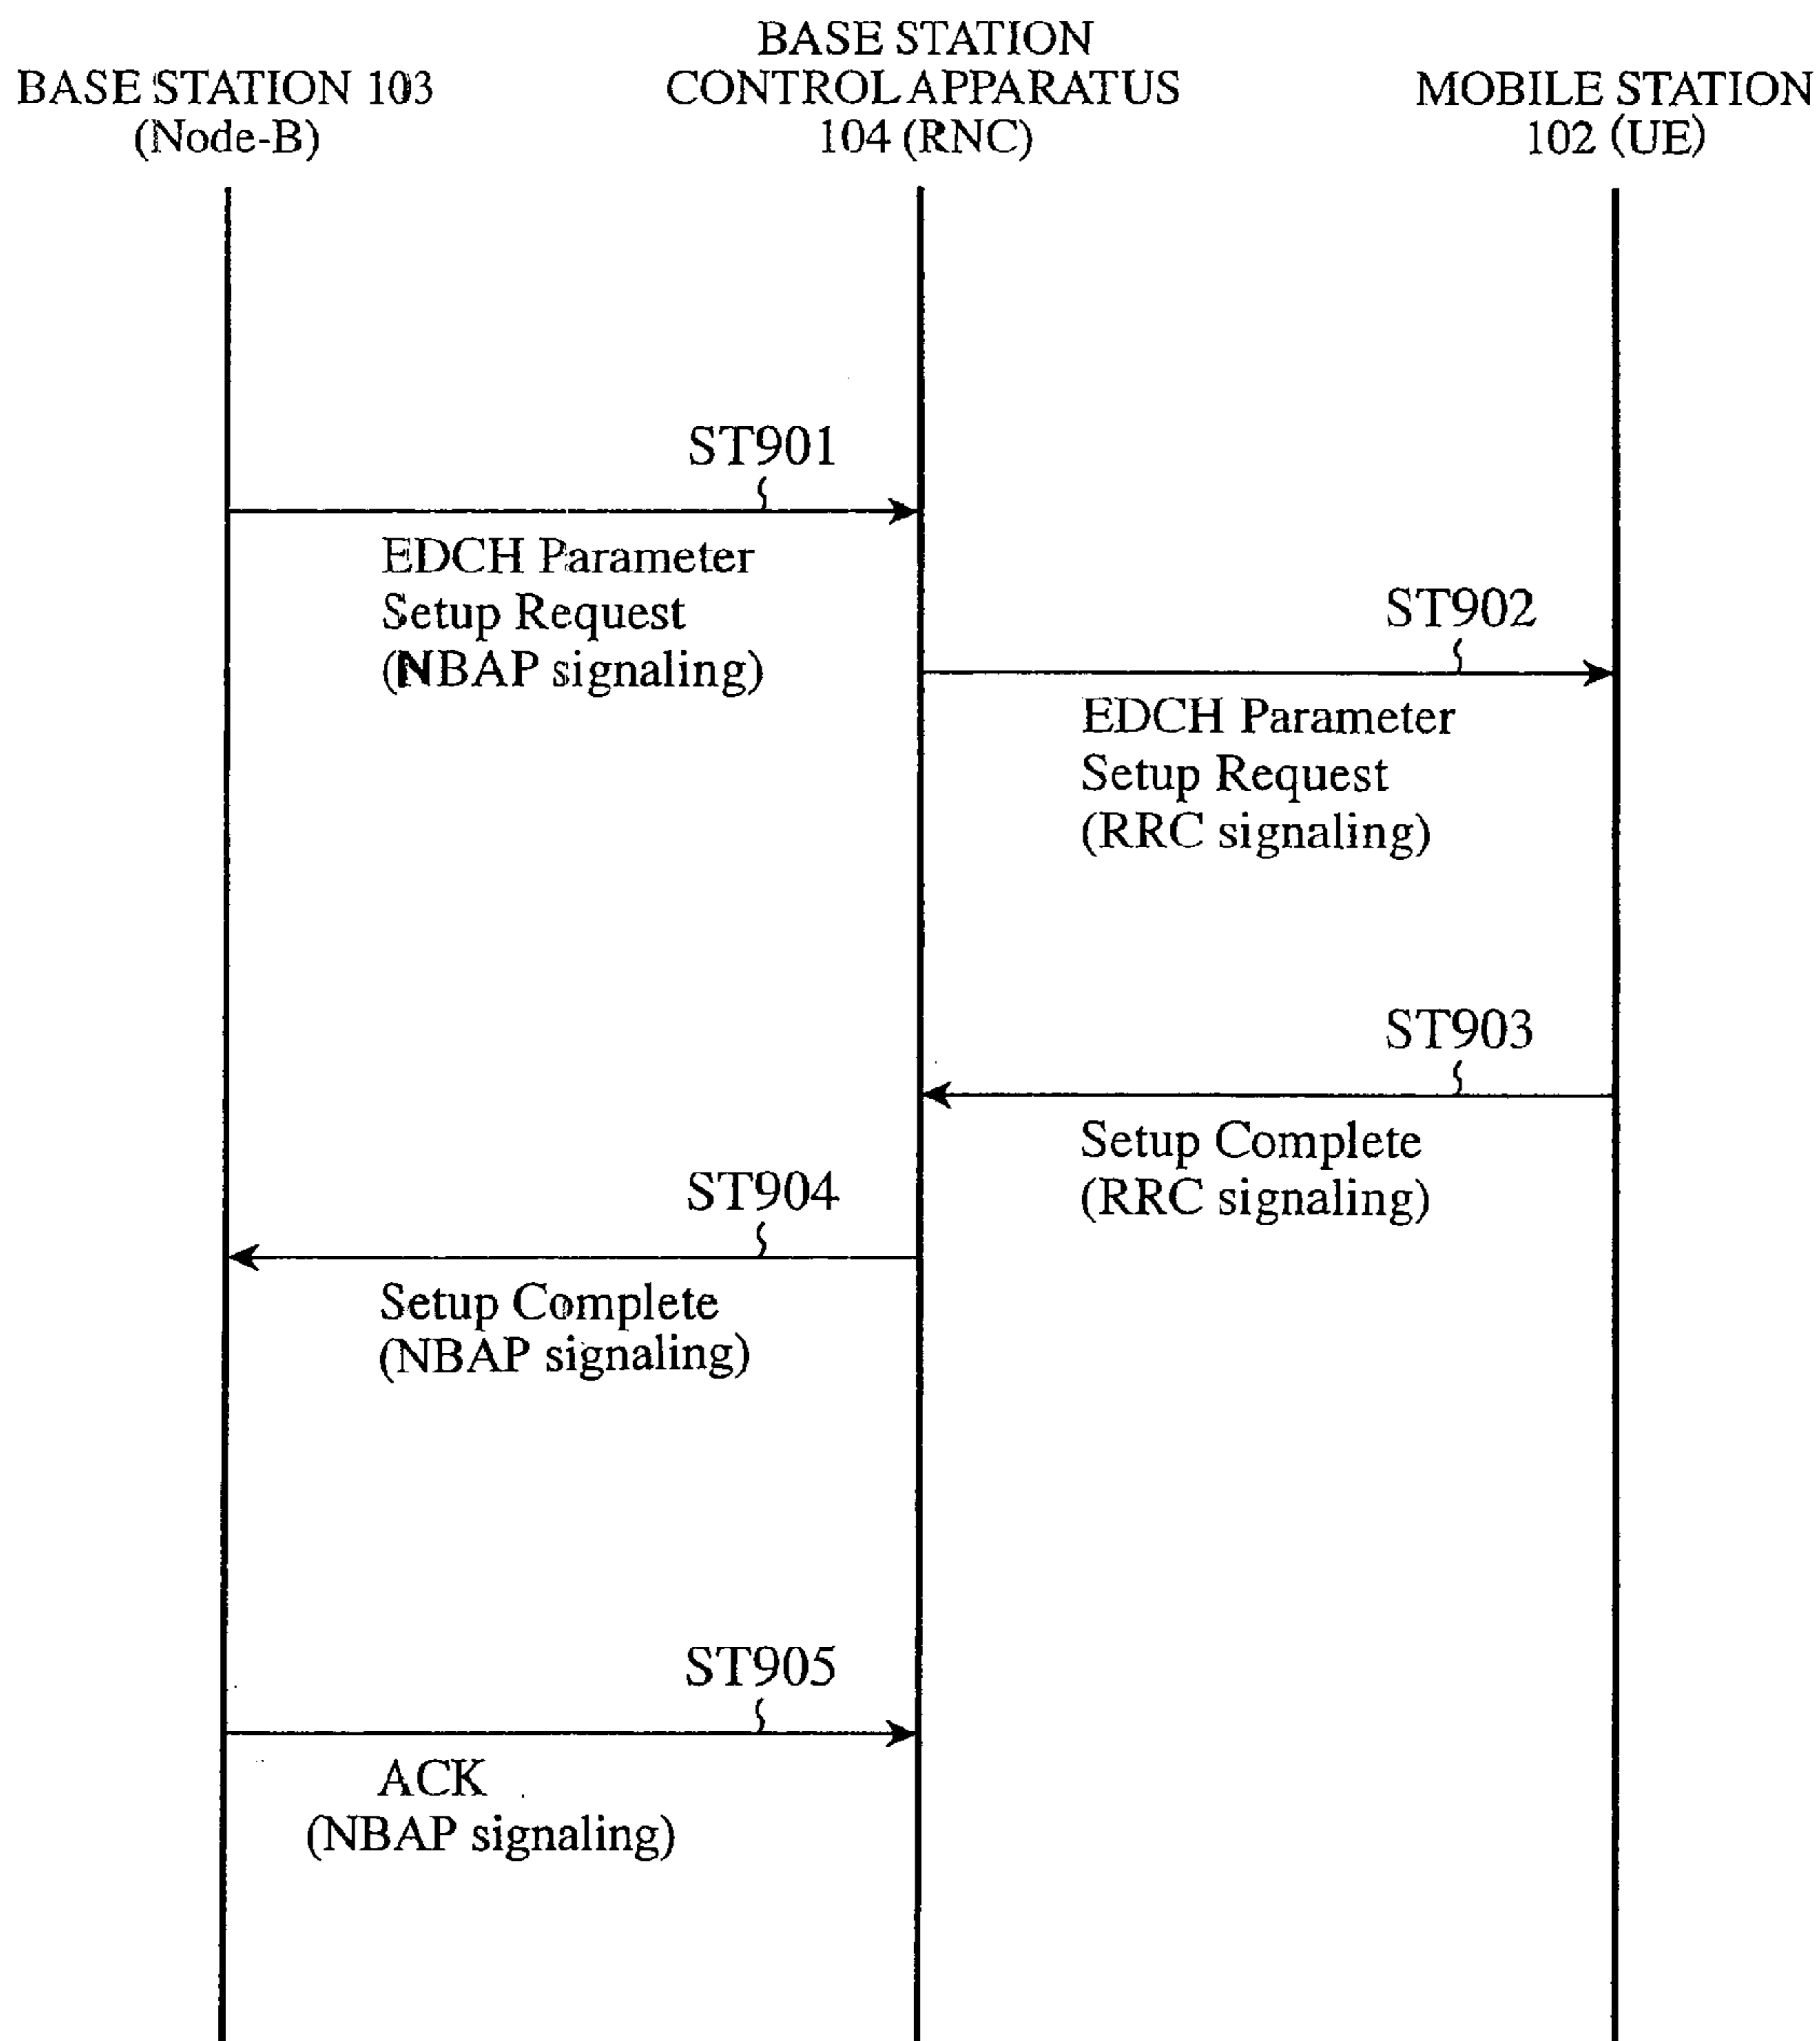 BASE STATION 103
(Node-B)
BASE STATION
CONTROL APPARATUS
104 (RNC)
MOBILE STATION
102 (UE)
ST901
EDCH Parameter
Setup Request
(NBAP signaling)
ST902
EDCH Parameter
Setup Request
(RRC signaling)
ST903
Setup Complete
(RRC signaling)
ST904
Setup Complete
(NBAP signaling)
ST905
ACK
(NBAP signaling)